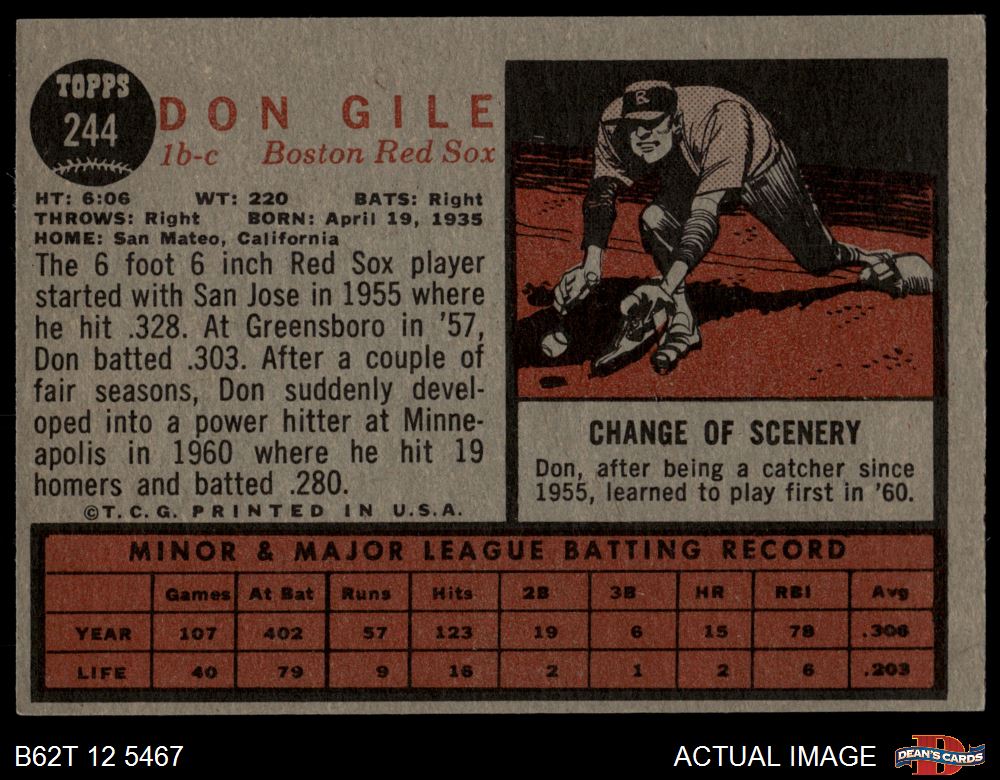 TOPPS
244
DON GILE
1b-c Boston Red Sox
HT: 6:06 WT: 220 BATS: Right
THROWS: Right BORN: April 19, 1935
HOME: San Mateo, California
The 6 foot 6 inch Red Sox player
started with San Jose in 1955 where
he hit .328. At Greensboro in '57,
Don batted .303. After a couple of
fair seasons, Don suddenly devel-
oped into a power hitter at Minne-
apolis in 1960 where he hit 19
homers and batted .280.
©T.C.G. PRINTED IN U.S.A.
B
CHANGE OF SCENERY
Don, after being a catcher since
1955, learned to play first in '60.
MINOR & MAJOR LEAGUE BATTING RECORD
Games At Bat Runs Hits 2B 3B HR RBI Avg
YEAR 107 402 57 123 19 6 15 78 .306
LIFE 40 79 9 16 2 1 2 6 .203
B62T 12 5467
ACTUAL IMAGE
D
DEAN'S CARDS